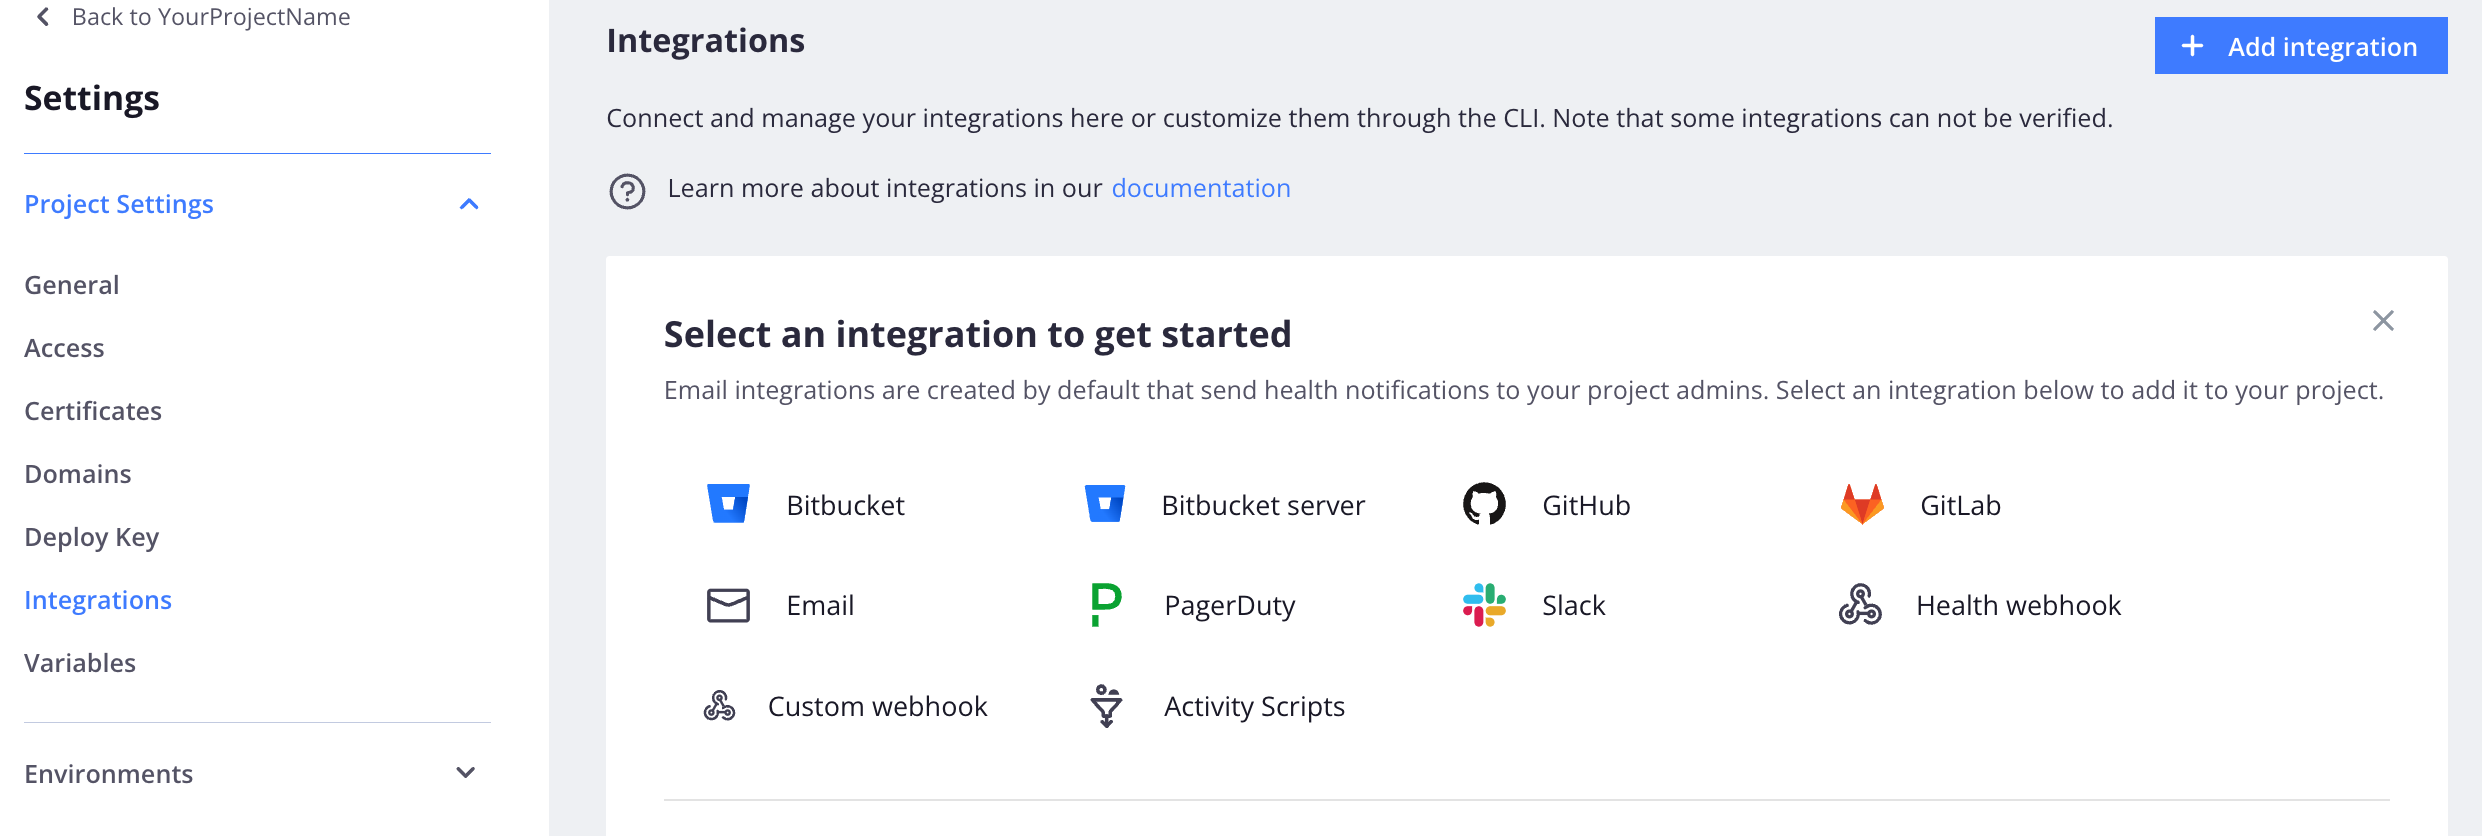 Back to YourProjectName
Settings
Project Settings
General
Access
Certificates
Domains
Deploy Key
Integrations
Variables
Environments
Integrations
Add integration
Connect and manage your integrations here or customize them through the CLI. Note that some integrations can not be verified.
Learn more about integrations in our documentation
Select an integration to get started
Email integrations are created by default that send health notifications to your project admins. Select an integration below to add it to your project.
Bitbucket
Bitbucket server
GitHub
GitLab
Email
PagerDuty
Slack
Health webhook
Custom webhook
Activity Scripts